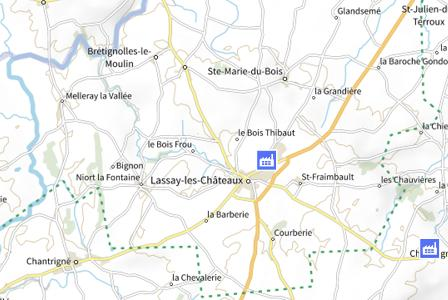 Glandsemé
St-Julien-d
Terroux
Bretignolles-le-
Moulin
la Baroche Gondo
Ste-Marie-du-Bois
la Grandière
Melleray la Vallée
le Bois Thibaut
la Chie
le Bois Frou
Bignon
Niort la Fontaine
Lassay-les-Châteaux
St-Fraimbault
les Chauvières
la Barberie
Courberie
Chantrigné
la Chevalerie